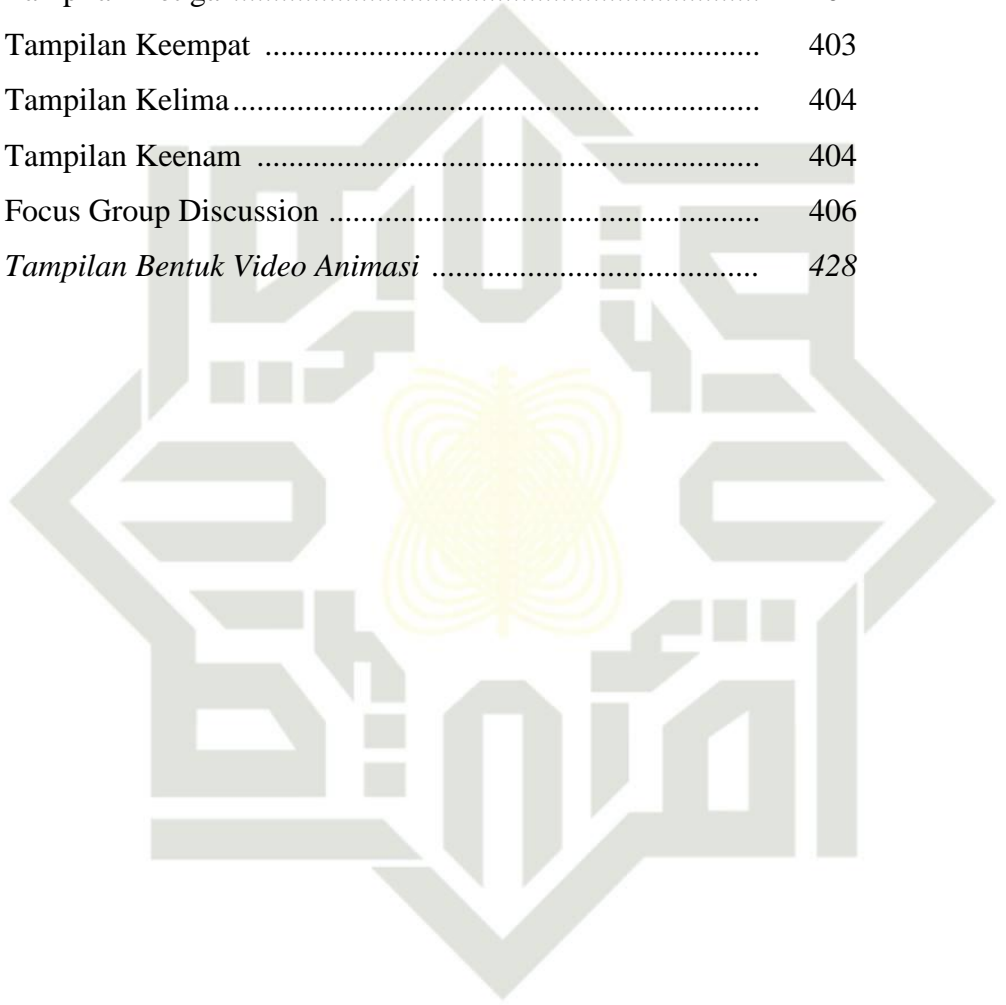 Tampilan Keempat ............................................................. 403
Tampilan Kelima ................................................................. 404
Tampilan Keenam .............................................................. 404
Focus Group Discussion ..................................................... 406
Tampilan Bentuk Video Animasi ........................................ 428